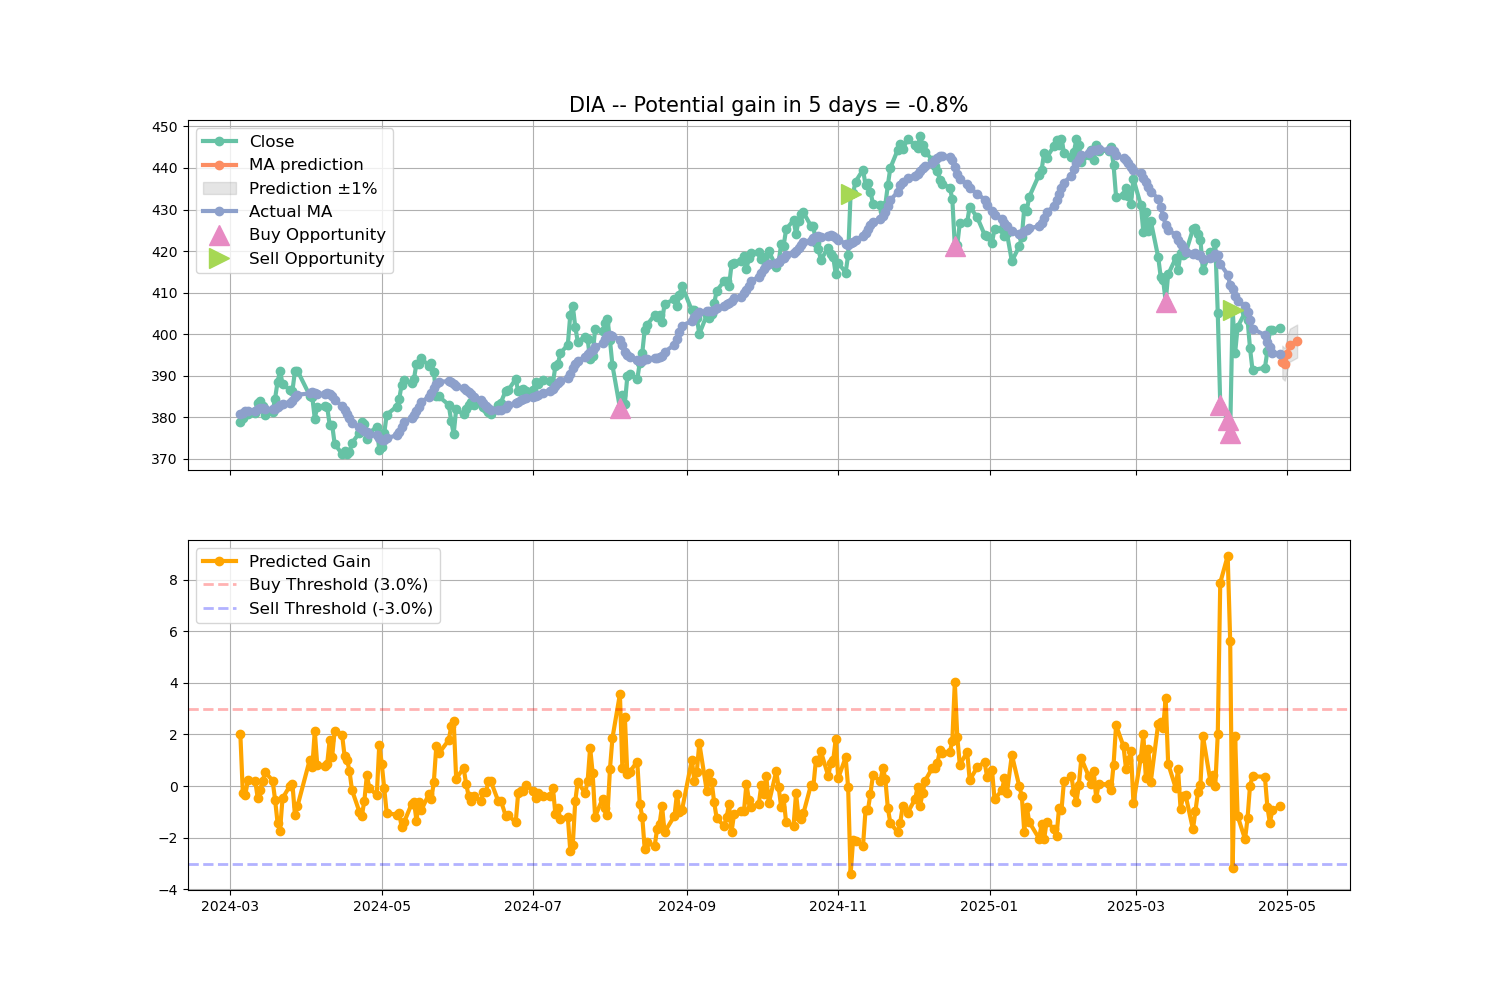 DIA -- Potential gain in 5 days = -0.8%
450
440
430
420
410
400
390
380
370
Close
MA prediction
Prediction ±1%
Actual MA
Buy Opportunity
Sell Opportunity
8
6
4
2
0
−2
−4
Predicted Gain
Buy Threshold (3.0%)
Sell Threshold (-3.0%)
2024-03
2024-05
2024-07
2024-09
2024-11
2025-01
2025-03
2025-05